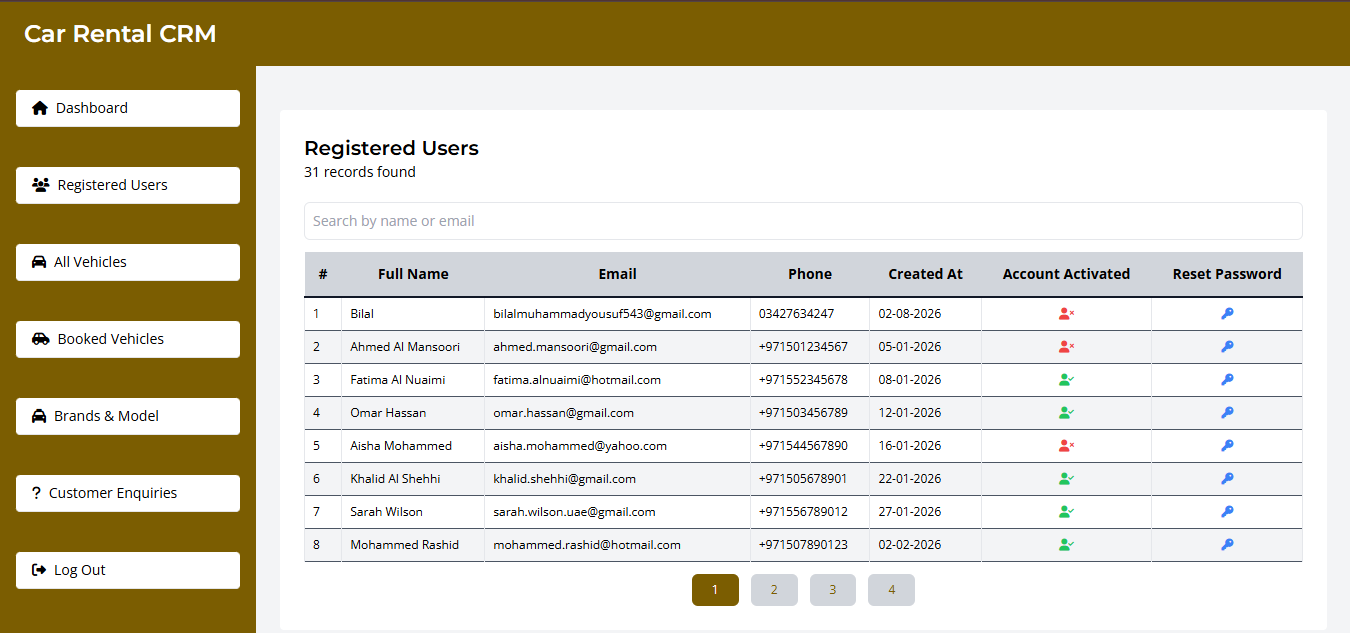 Car Rental CRM
Dashboard
Registered Users
All Vehicles
Booked Vehicles
Brands & Model
? Customer Enquiries
Log Out
Registered Users
31 records found
Search by name or email
# Full Name Email Phone Created At Account Activated Reset Password
1 Bilal bilalmuhammadyousuf543@gmail.com 03427634247 02-08-2026
2 Ahmed Al Mansoori ahmed.mansoori@gmail.com +971501234567 05-01-2026
3 Fatima Al Nuaimi fatima.alnuaimi@hotmail.com +971552345678 08-01-2026
4 Omar Hassan omar.hassan@gmail.com +971503456789 12-01-2026
5 Aisha Mohammed aisha.mohammed@yahoo.com +971544567890 16-01-2026
6 Khalid Al Shehhi khalid.shehhi@gmail.com +971505678901 22-01-2026
7 Sarah Wilson sarah.wilson.uae@gmail.com +971556789012 27-01-2026
8 Mohammed Rashid mohammed.rashid@hotmail.com +971507890123 02-02-2026
1 2 3 4